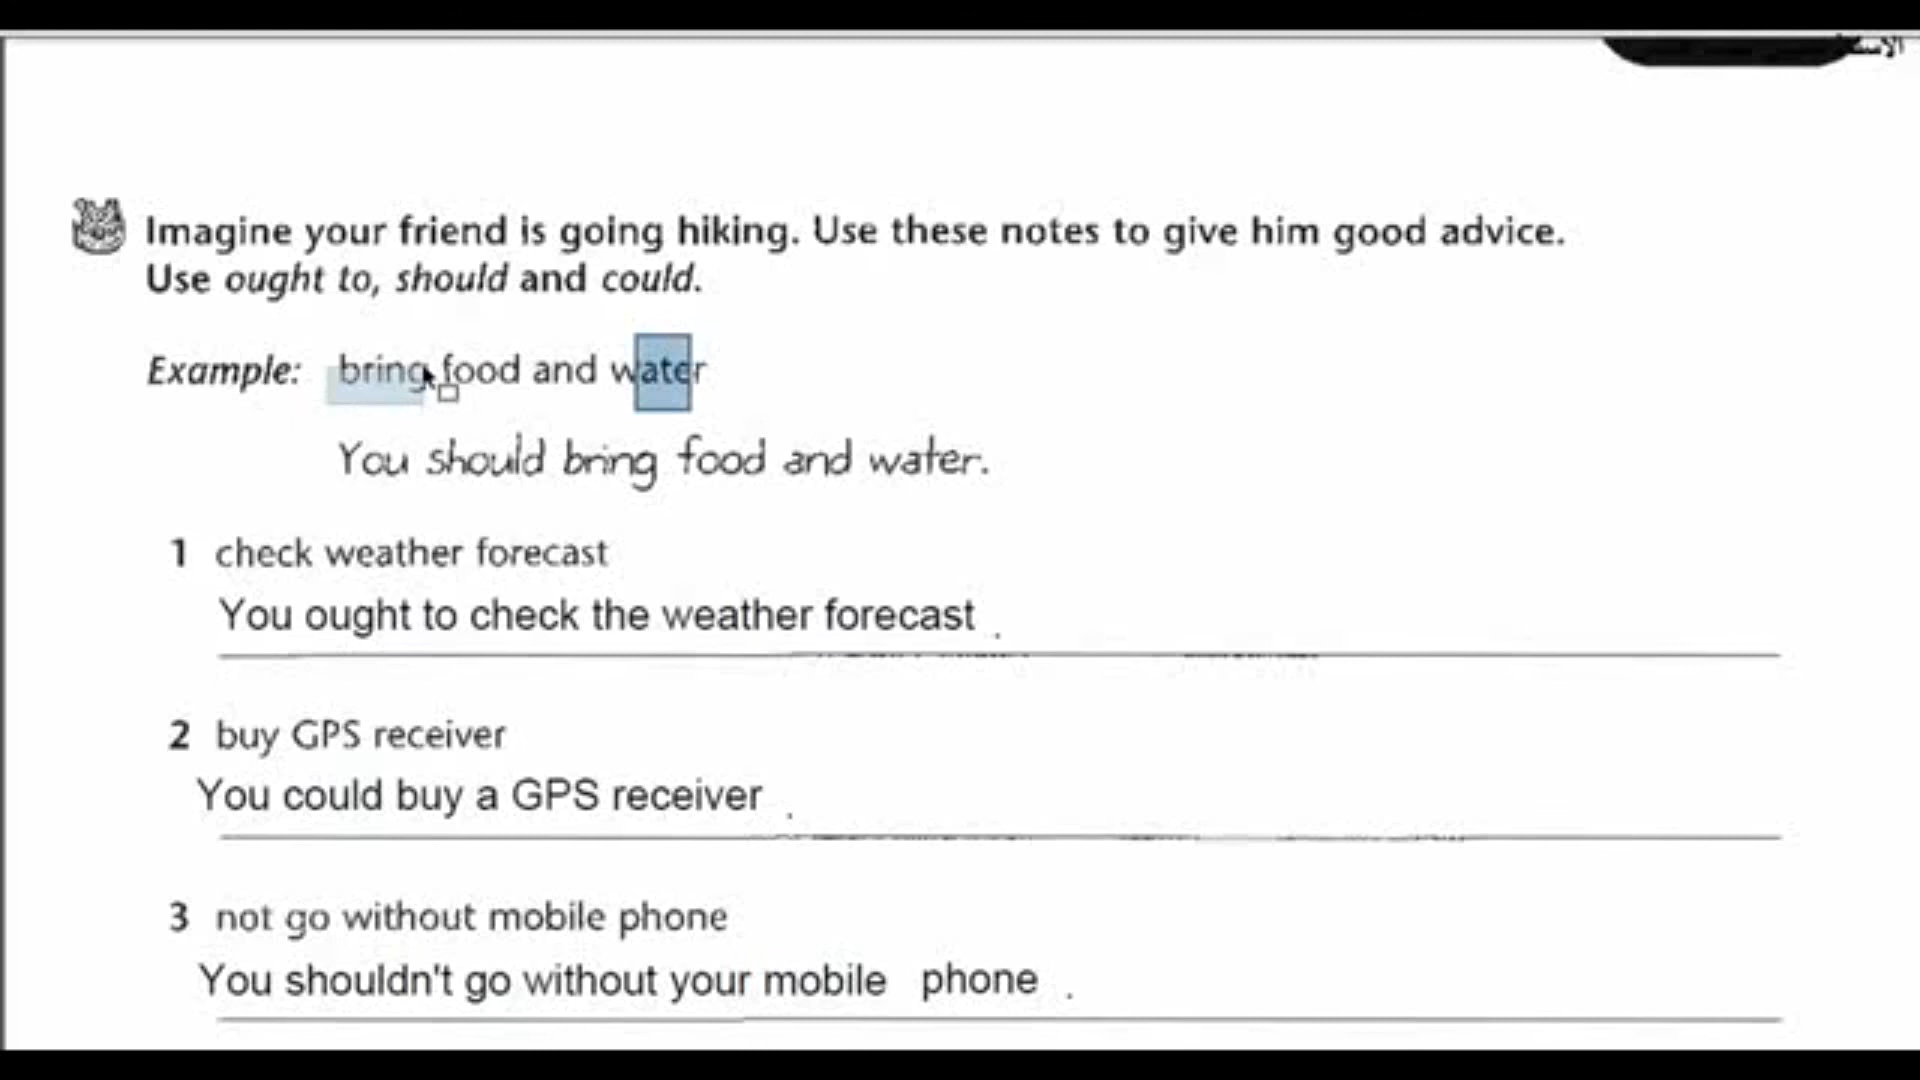 Imagine your friend is going hiking. Use these notes to give him good advice.
Use ought to, should and could.
Example: bring food and water
You should bring food and water.
1 check weather forecast
You ought to check the weather forecast .
2 buy GPS receiver
You could buy a GPS receiver .
3 not go without mobile phone
You shouldn't go without your mobile phone .